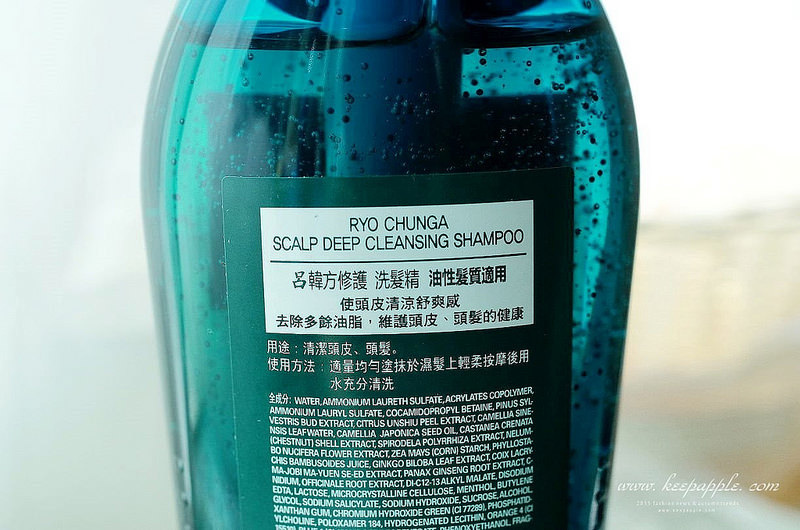 RYO CHUNGA
SCALP DEEP CLEANSING SHAMPOO
呂韓方修護 洗髮精 油性髮質適用
使頭皮清涼舒爽感
去除多餘油脂，維護頭皮、頭髮的健康
用途：清潔頭皮、頭髮。
使用方法：適量均勻塗抹於濕髮上輕柔按摩後用
水充分清洗
全成分: WATER, AMMONIUM LAURETH SULFATE, ACRYLATES COPOLYMER,
AMMONIUM LAURYL SULFATE, COCAMIDOPROPYL BETAINE, PINUS SYL-
VESTRIS BUD EXTRACT, CITRUS UNSHIU PEEL EXTRACT, CAMELLIA SINE-
NSIS LEAFWATER, CAMELLIA JAPONICA SEED OIL, CASTANEA CRENATA
(CHESTNUT) SHELL EXTRACT, SPIRODELA POLYRRHIZA EXTRACT, NELUM-
BO NUCIFERA FLOWER EXTRACT, ZEA MAYS (CORN) STARCH, PHYLLOSTA-
CHIS BAMBUSOIDES JUICE, GINKGO BILOBA LEAF EXTRACT, COIX LACRY-
MA-JOBI MA-YUEN SE-ED EXTRACT, PANAX GINSENG ROOT EXTRACT, C
NIDIUM, OFFICINALE ROOT EXTRACT, DI-C12-13 ALKYL MALATE, DISODIUM
EDTA, LACTOSE, MICROCRYSTALLINE CELLULOSE, MENTHOL, BUTYLENE
GLYCOL, SODIUM SALICYLATE, SODIUM HYDROXIDE, SUCROSE, ALCOHOL,
XANTHAN GUM, CHROMIUM HYDROXIDE GREEN (CI 77289), PHOSPHATID-
YLCHOLINE, POLOXAMER 184, HYDROGENATED LECITHIN, ORANGE 4 (CI
PHENOXYETHANOL, FRAG-
www.keepapple.com